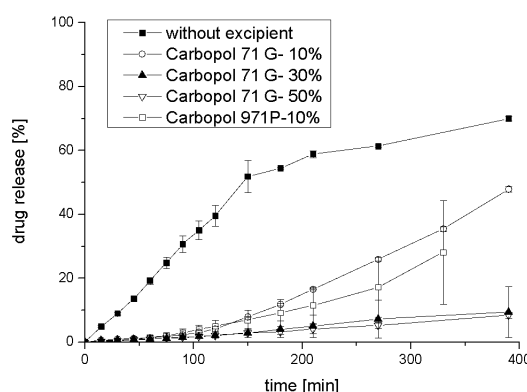 100
80
60
40
20
0
drug release [%]
without excipient
Carbopol 71 G- 10%
Carbopol 71 G- 30%
Carbopol 71 G- 50%
Carbopol 971P-10%
0 100 200 300 400
time [min]